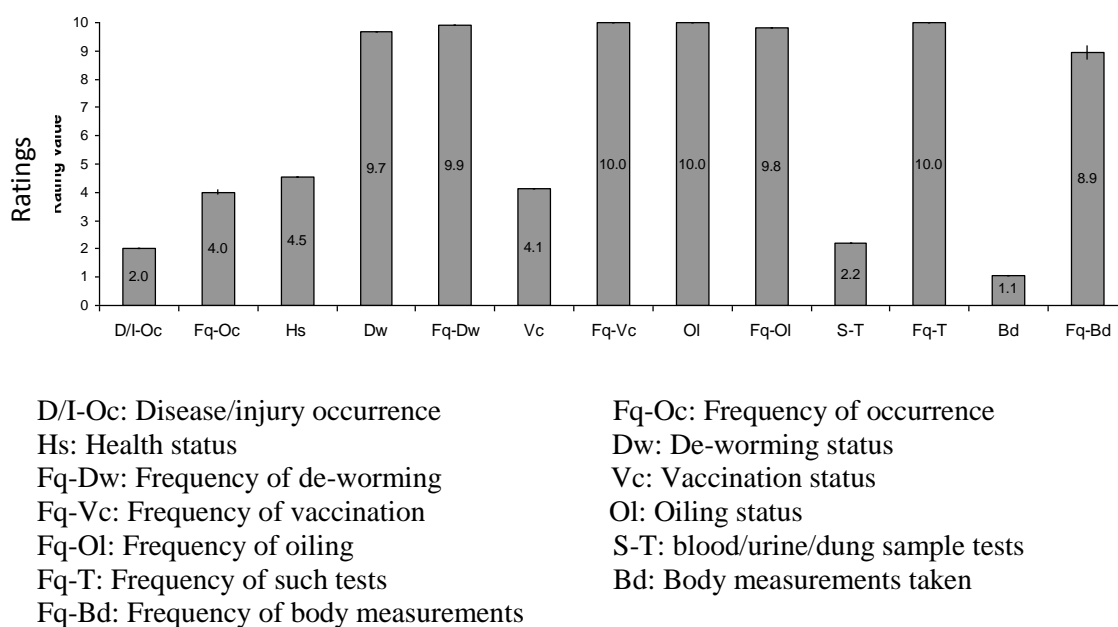 10
9
8
7
6
5
4
3
2
1
0
Ratings
Rating value
2.0
4.0
4.5
9.7
9.9
4.1
10.0
10.0
9.8
2.2
10.0
1.1
8.9
D/I-Oc Fq-Oc Hs Dw Fq-Dw Vc Fq-Vc Ol Fq-Ol S-T Fq-T Bd Fq-Bd
D/I-Oc: Disease/injury occurrence Fq-Oc: Frequency of occurrence
Hs: Health status Dw: De-worming status
Fq-Dw: Frequency of de-worming Vc: Vaccination status
Fq-Vc: Frequency of vaccination Ol: Oiling status
Fq-Ol: Frequency of oiling S-T: blood/urine/dung sample tests
Fq-T: Frequency of such tests Bd: Body measurements taken
Fq-Bd: Frequency of body measurements